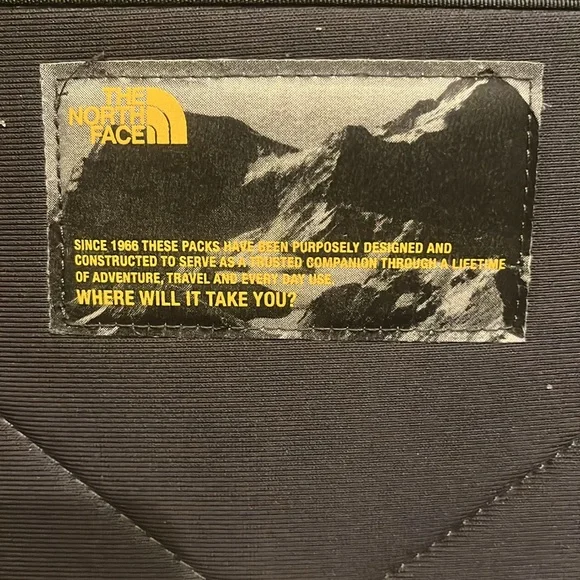 THE
NORTH
FACE
SINCE 1966 THESE PACKS HAVE BEEN PURPOSELY DESIGNED AND
CONSTRUCTED TO SERVE AS A TRUSTED COMPANION THROUGH A LIFETIME
OF ADVENTURE, TRAVEL AND EVERY DAY USE.
WHERE WILL IT TAKE YOU?